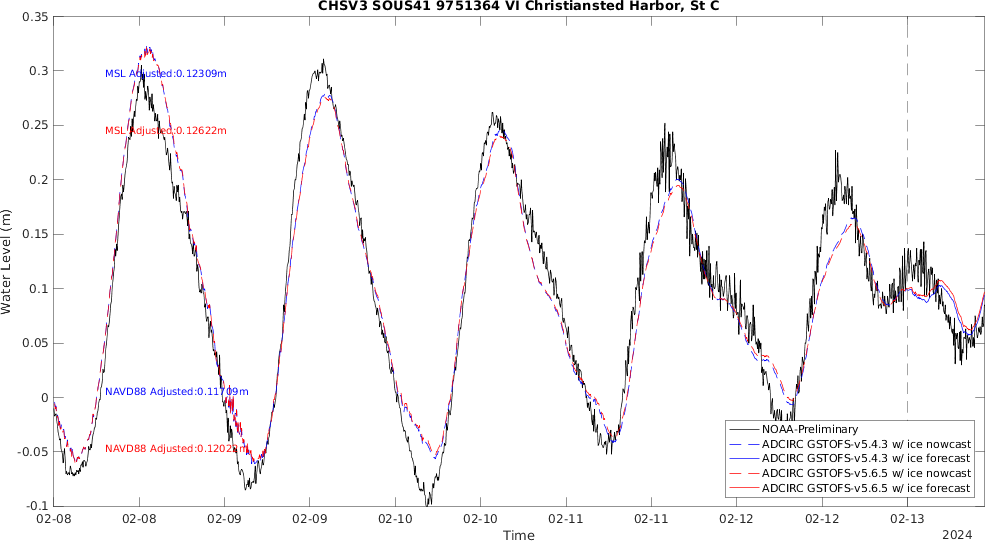 CHSV3 SOUS41 9751364 VI Christiansted Harbor, St C
0.35
0.3
0.25
0.2
0.15
0.1
0.05
0
-0.05
-0.1
Water Level (m)
MSL Adjusted:0.12309m
MSL Adjusted:0.12622m
NAVD88 Adjusted:0.11709m
NAVD88 Adjusted:0.12022m
NOAA-Preliminary
ADCIRC GSTOFS-v5.4.3 w/ ice nowcast
ADCIRC GSTOFS-v5.4.3 w/ ice forecast
ADCIRC GSTOFS-v5.6.5 w/ ice nowcast
ADCIRC GSTOFS-v5.6.5 w/ ice forecast
02-08 02-08 02-09 02-09 02-10 02-10 02-11 02-11 02-12 02-12 02-13
Time
2024